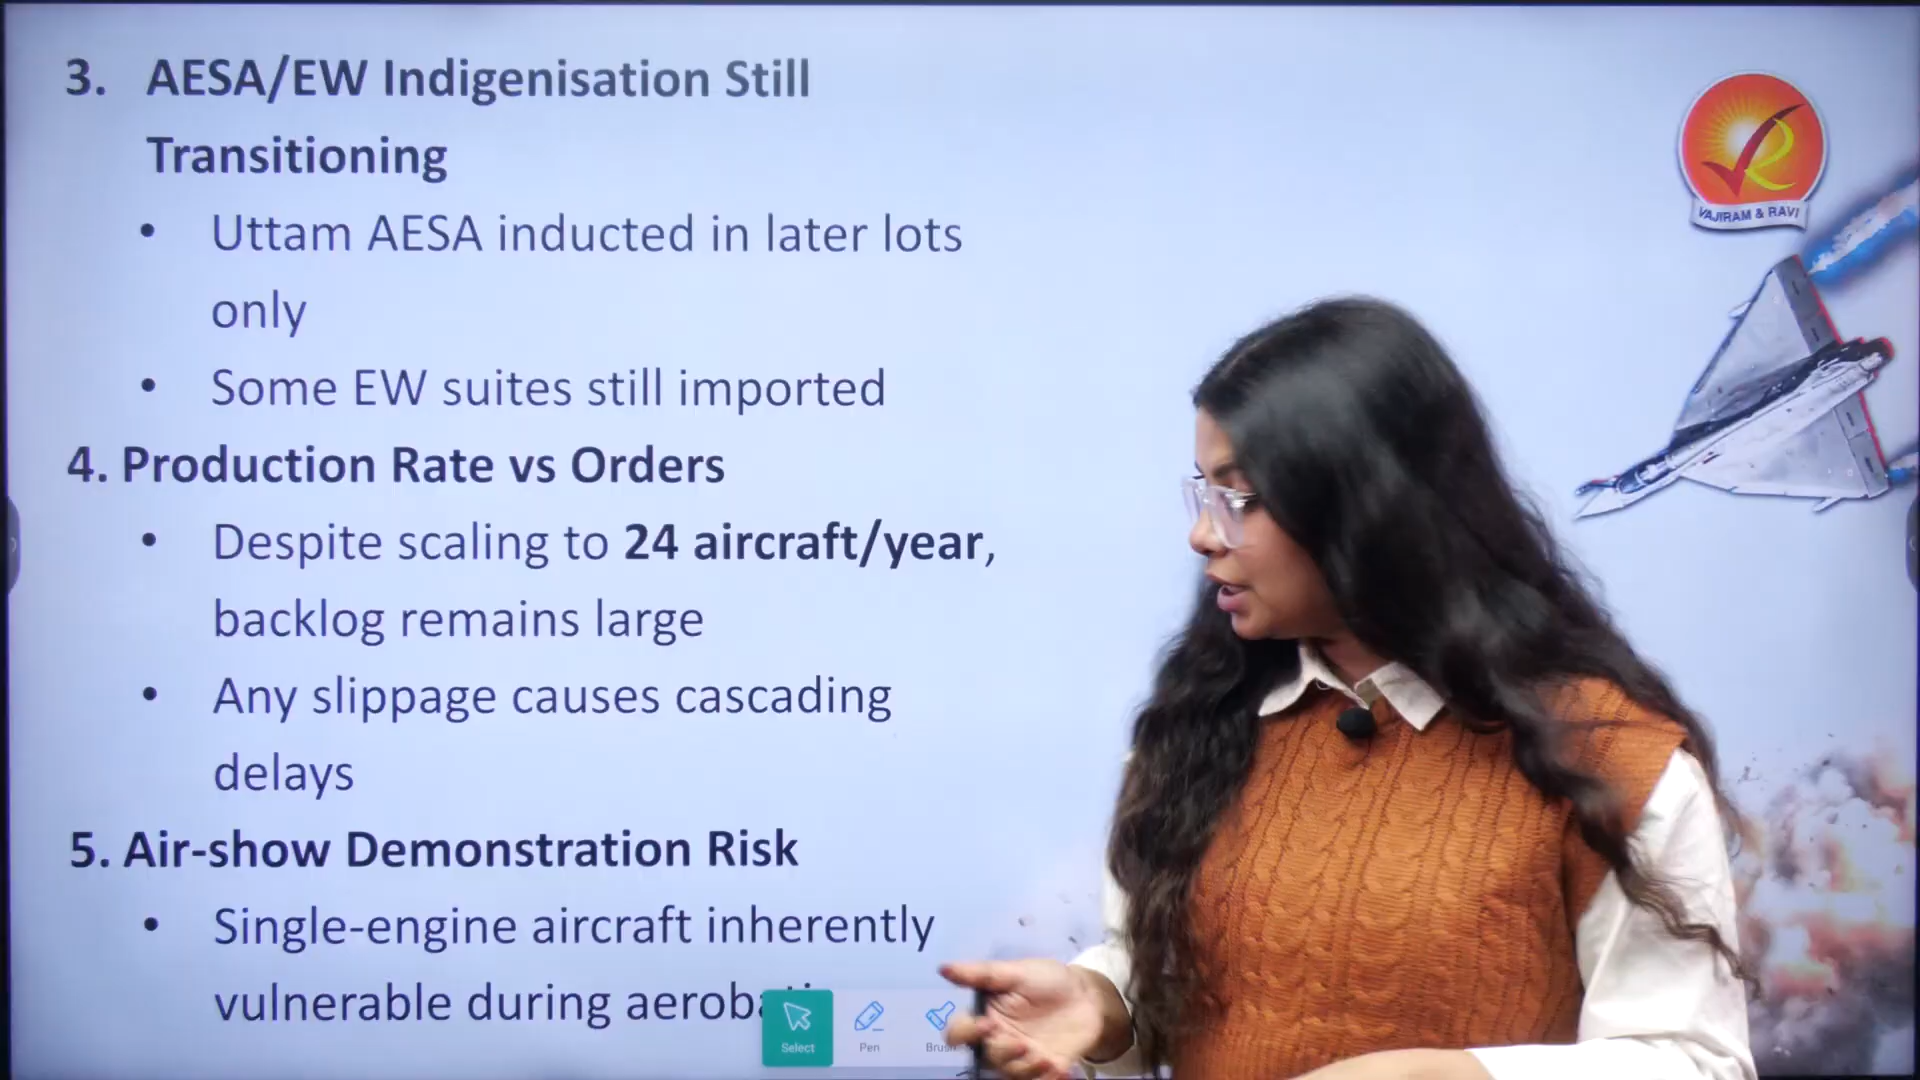 3. AESA/EW Indigenisation Still
Transitioning
• Uttam AESA inducted in later lots
only
• Some EW suites still imported
4. Production Rate vs Orders
• Despite scaling to 24 aircraft/year,
backlog remains large
• Any slippage causes cascading
delays
5. Air-show Demonstration Risk
• Single-engine aircraft inherently
vulnerable during
VAJIRAM & RAVI
Select
Pen